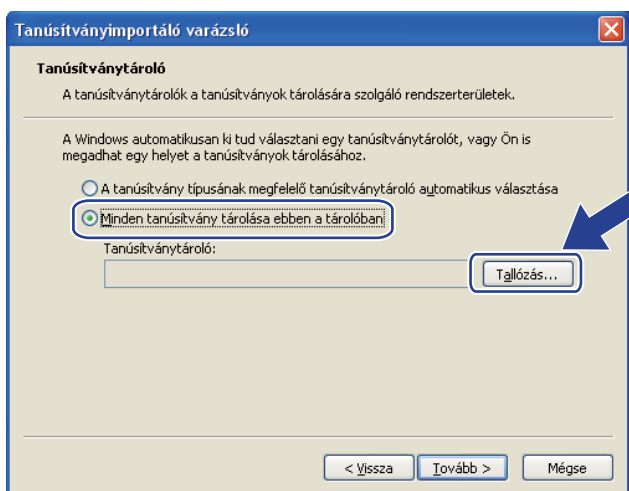 Tanúsítványimportáló varázsló
Tanúsítványtároló
A tanúsítványtárolók a tanúsítványok tárolására szolgáló rendszerterületek.
A Windows automatikusan ki tud választani egy tanúsítványtárolót, vagy Ön is
megadhat egy helyet a tanúsítványok tárolásához.
A tanúsítvány típusának megfelelő tanúsítványtároló automatikus választása
Minden tanúsítvány tárolása ebben a tárolóban
Tanúsítványtároló:
Tallózás...
< Vissza
Tovább >
Mégse